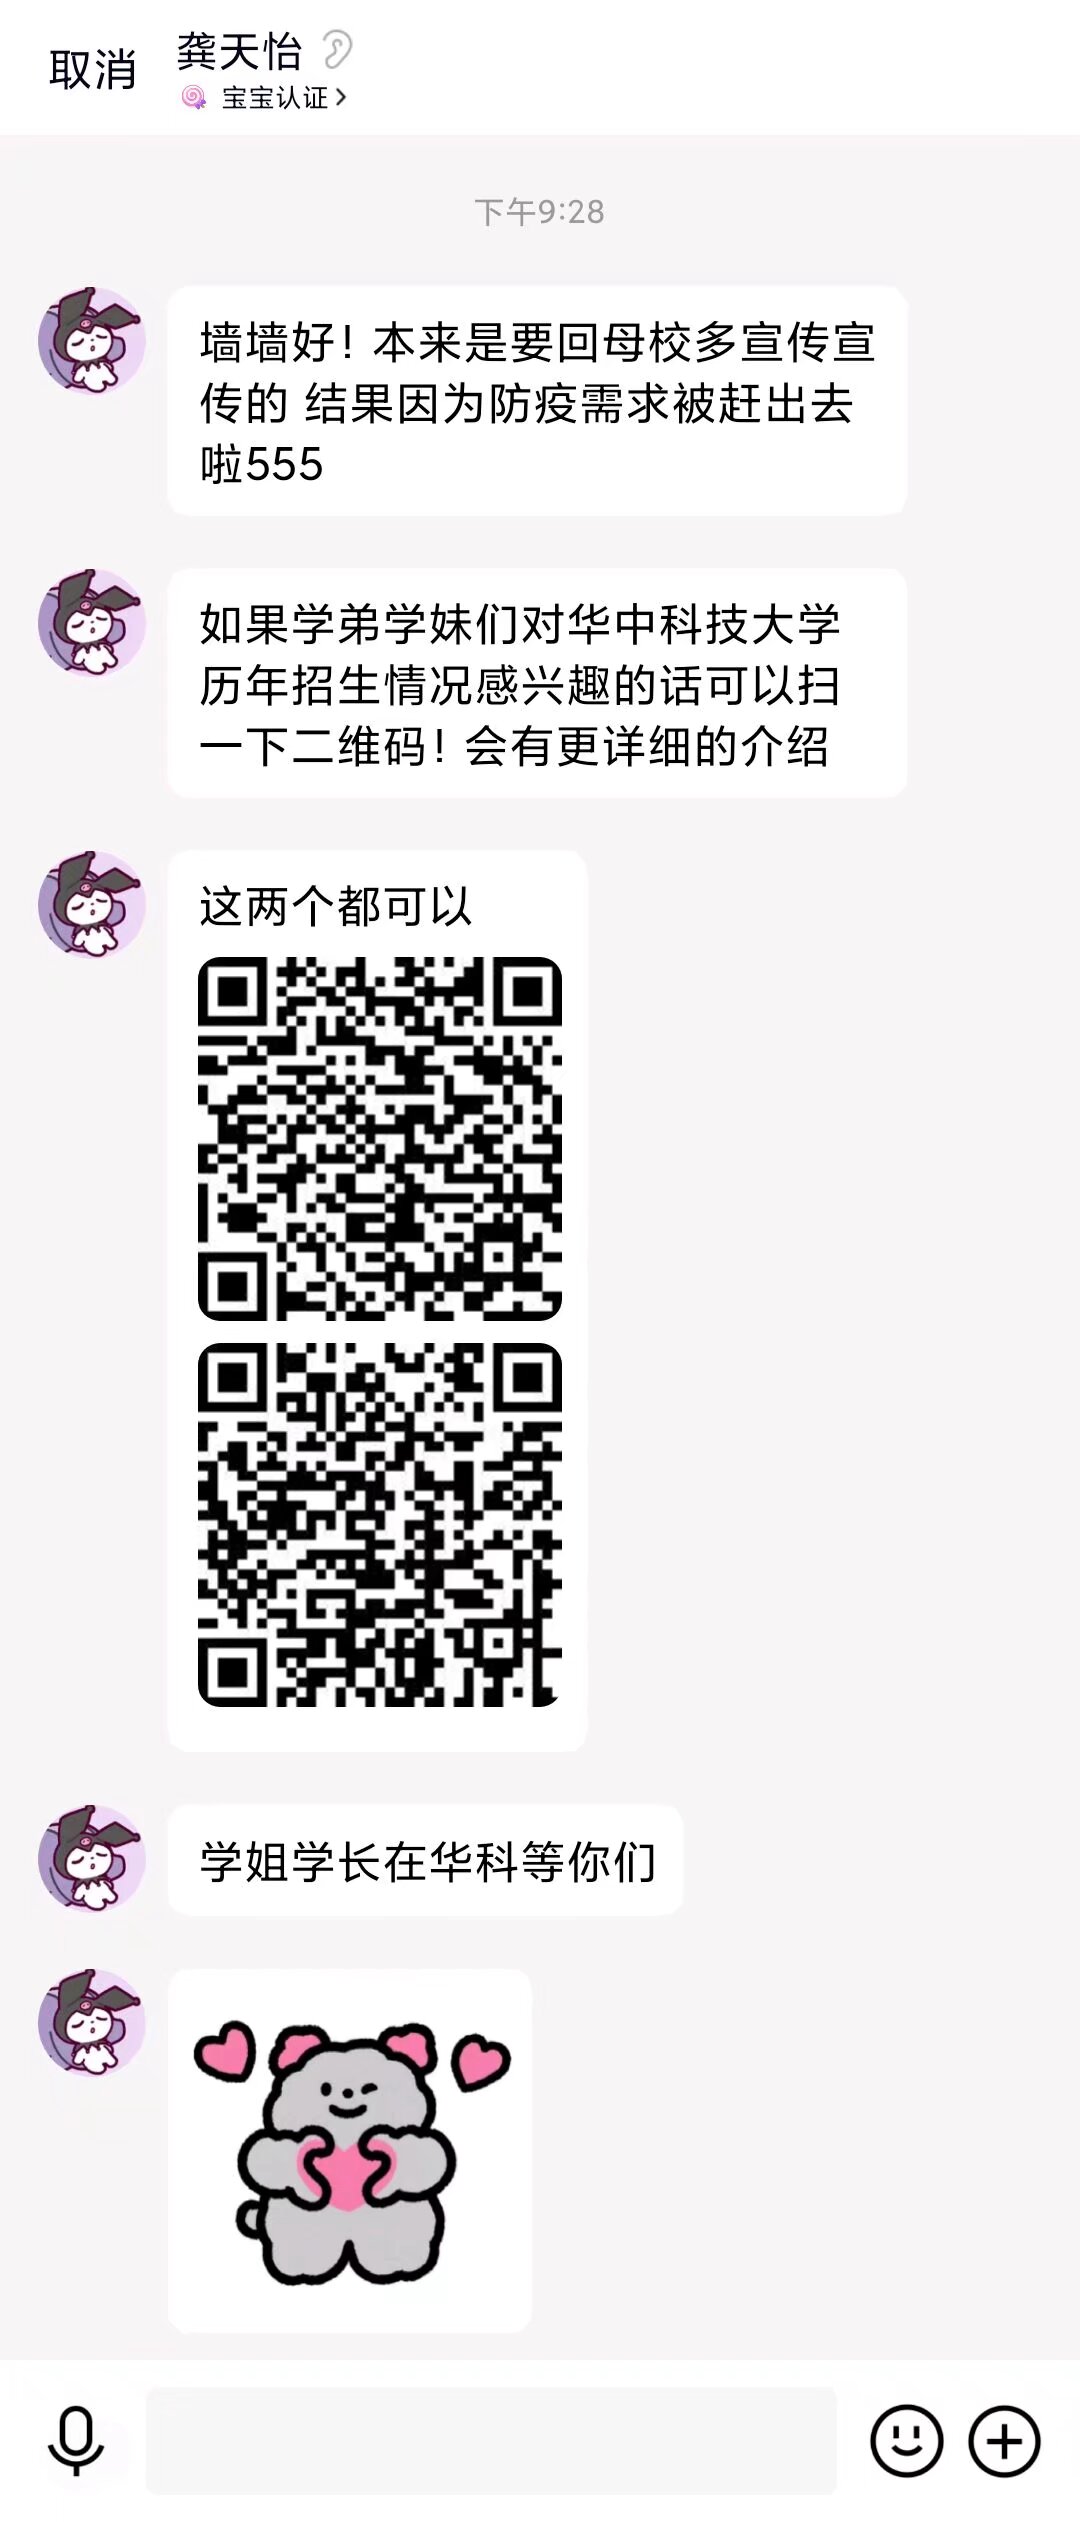 取消
龚天怡
宝宝认证
下午9:28
墙墙好！本来是要回母校多宣传宣
传的 结果因为防疫需求被赶出去
啦555
如果学弟学妹们对华中科技大学
历年招生情况感兴趣的话可以扫
一下二维码！会有更详细的介绍
这两个都可以
学姐学长在华科等你们